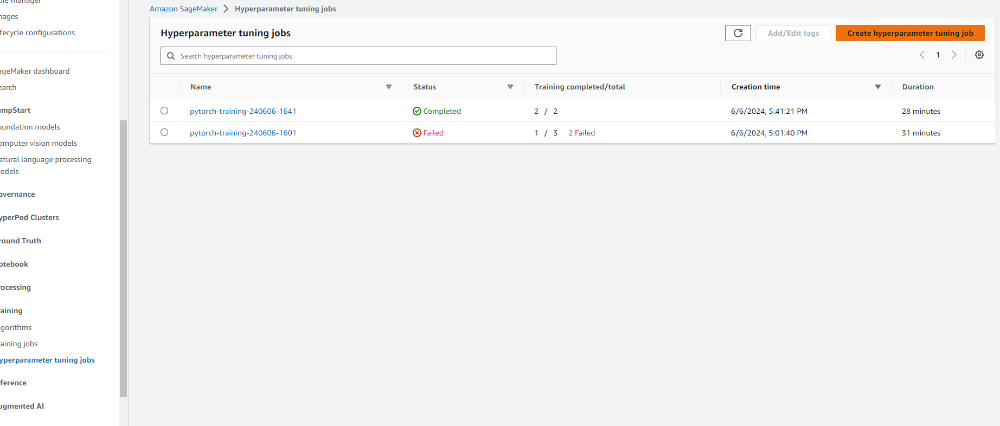 nages
fecycle configurations
ageMaker dashboard
earch
mpStart
oundation models
omputer vision models
atural language processing
odels
overnance
yperPod Clusters
round Truth
otebook
rocessing
aining
gorithms
aining jobs
yperparameter tuning jobs
ference
ugmented AI
Amazon SageMaker > Hyperparameter tuning jobs
Hyperparameter tuning jobs
Add/Edit tags
Create hyperparameter tuning job
Search hyperparameter tuning jobs
1
Name Status Training completed/total Creation time Duration
pytorch-training-240606-1641 Completed 2 / 2 6/6/2024, 5:41:21 PM 28 minutes
pytorch-training-240606-1601 Failed 1 / 3 2 Failed 6/6/2024, 5:01:40 PM 31 minutes